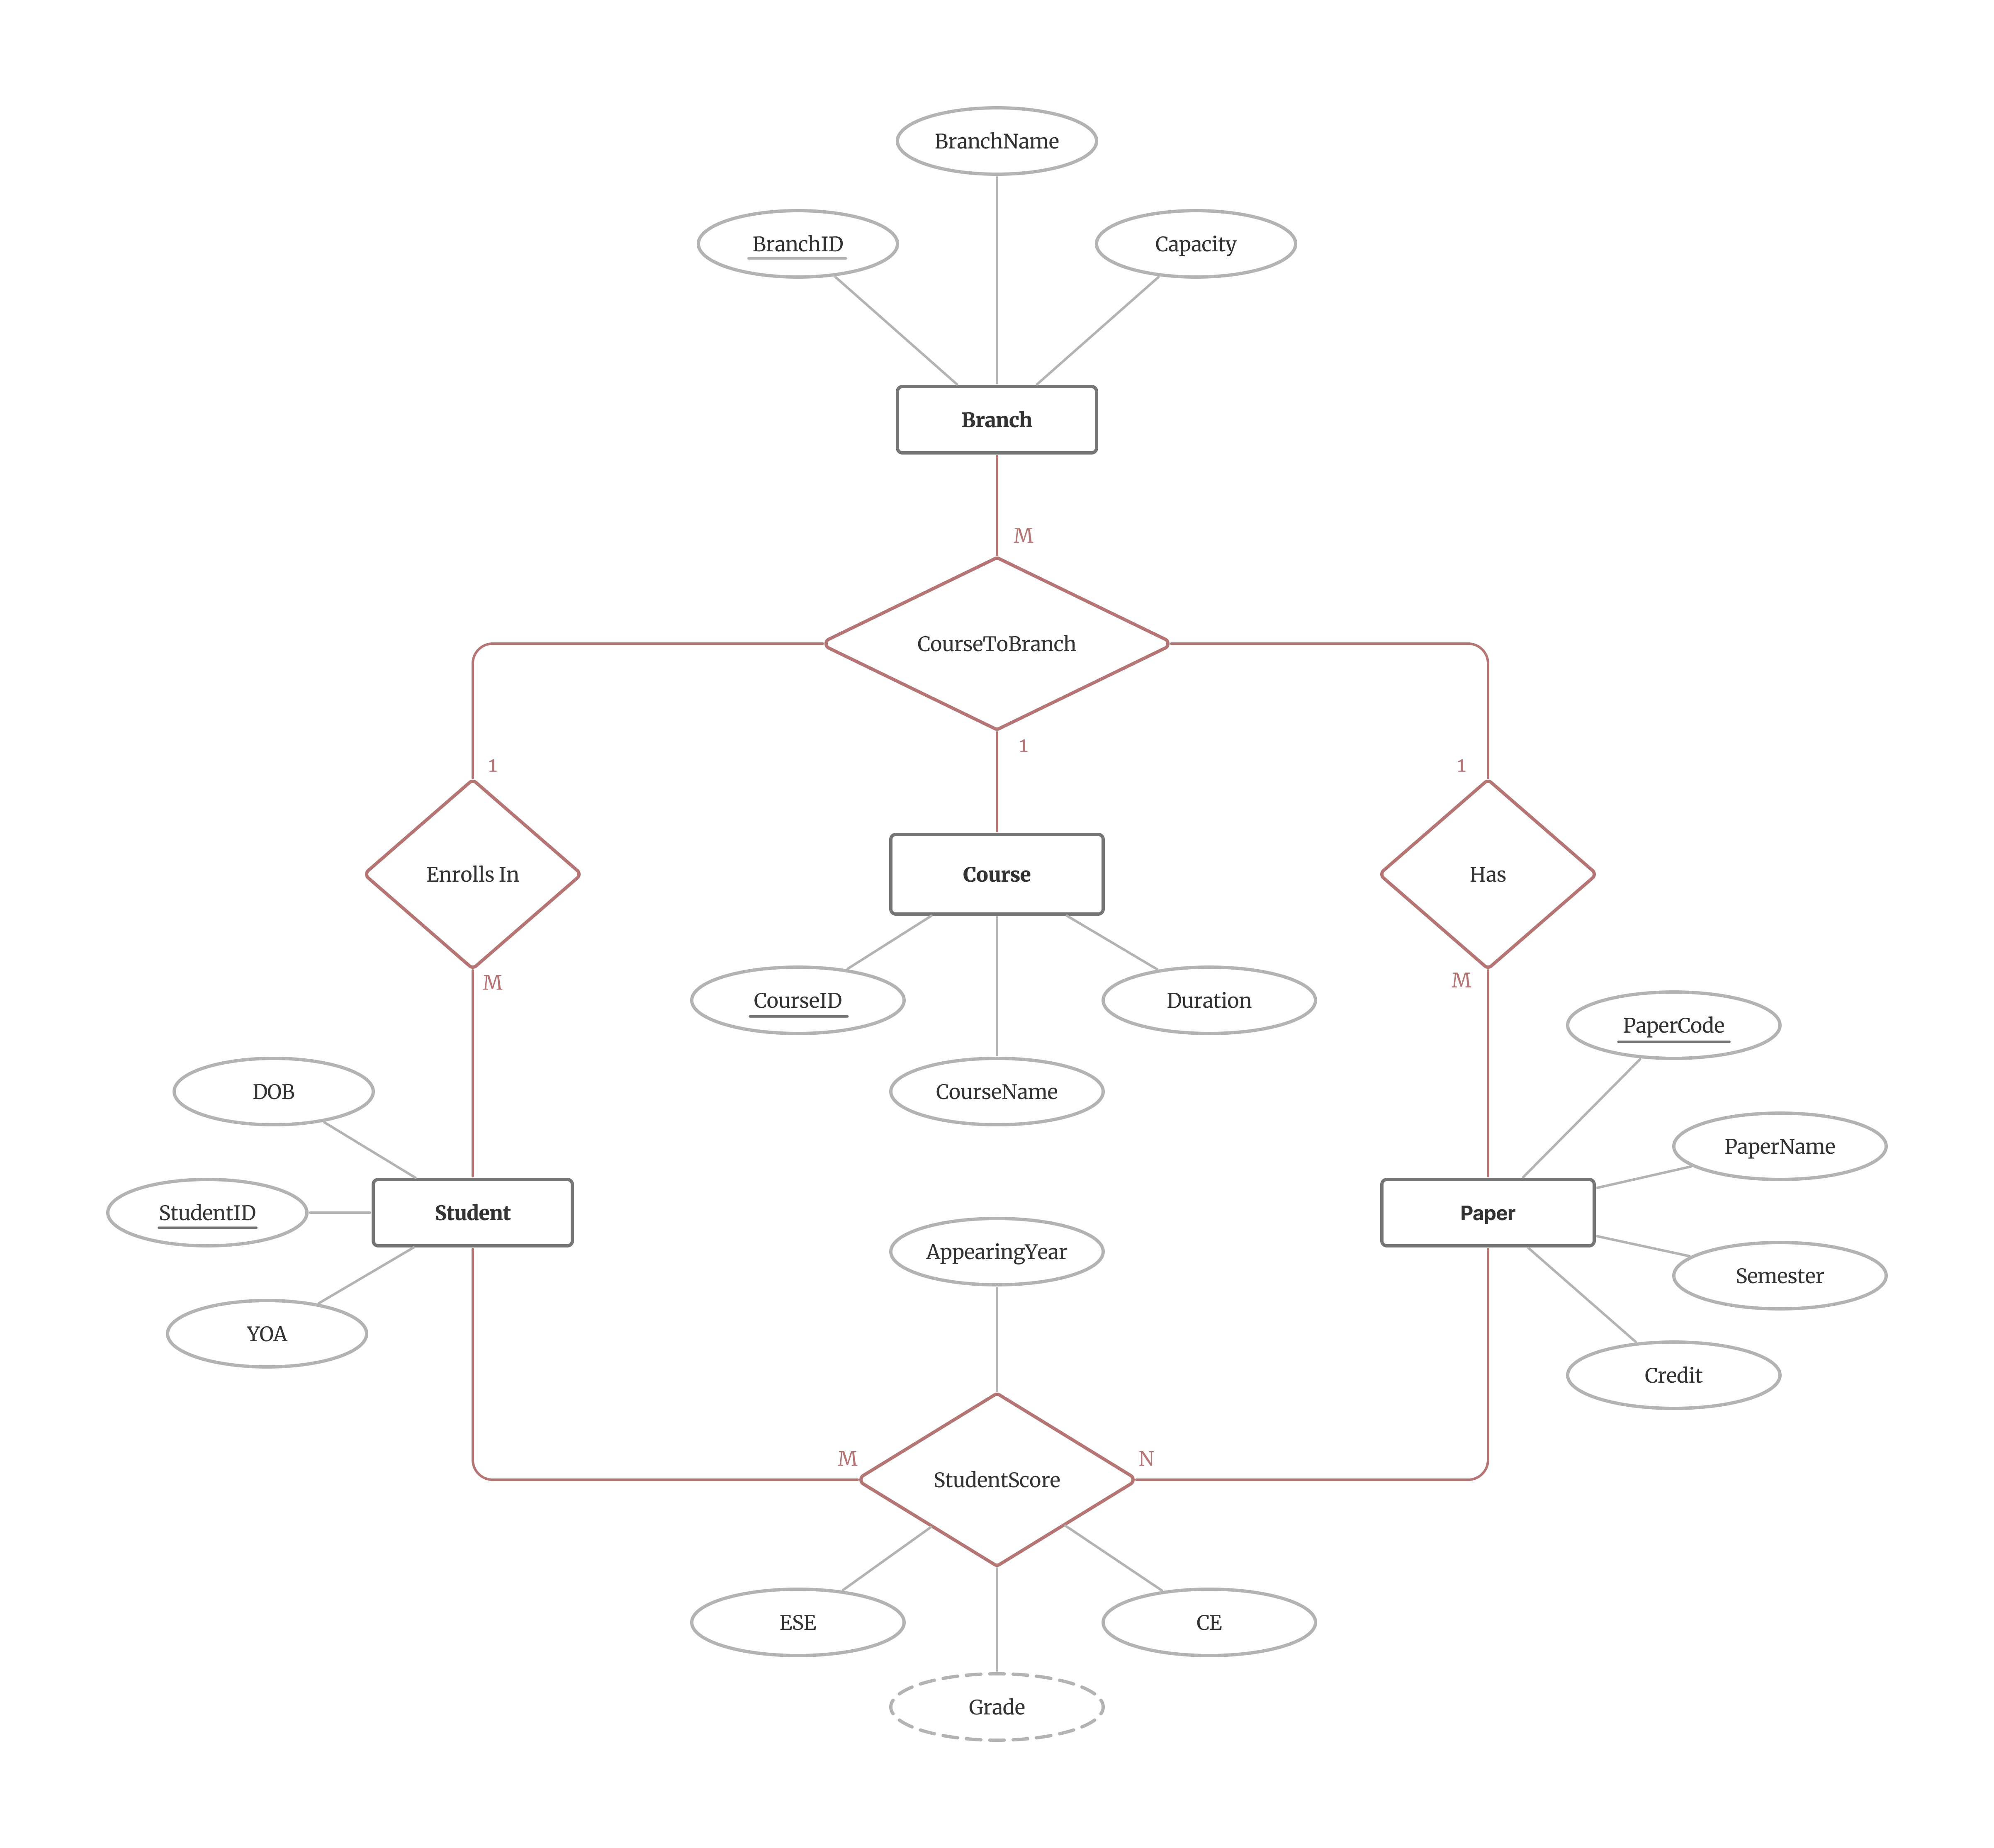 BranchName
BranchID
Capacity
Branch
M
CourseToBranch
1
1
1
Enrolls In
Course
Has
M
M
CourseID
Duration
PaperCode
DOB
CourseName
PaperName
StudentID
Student
Paper
AppearingYear
Semester
YOA
Credit
M
N
StudentScore
ESE
CE
Grade